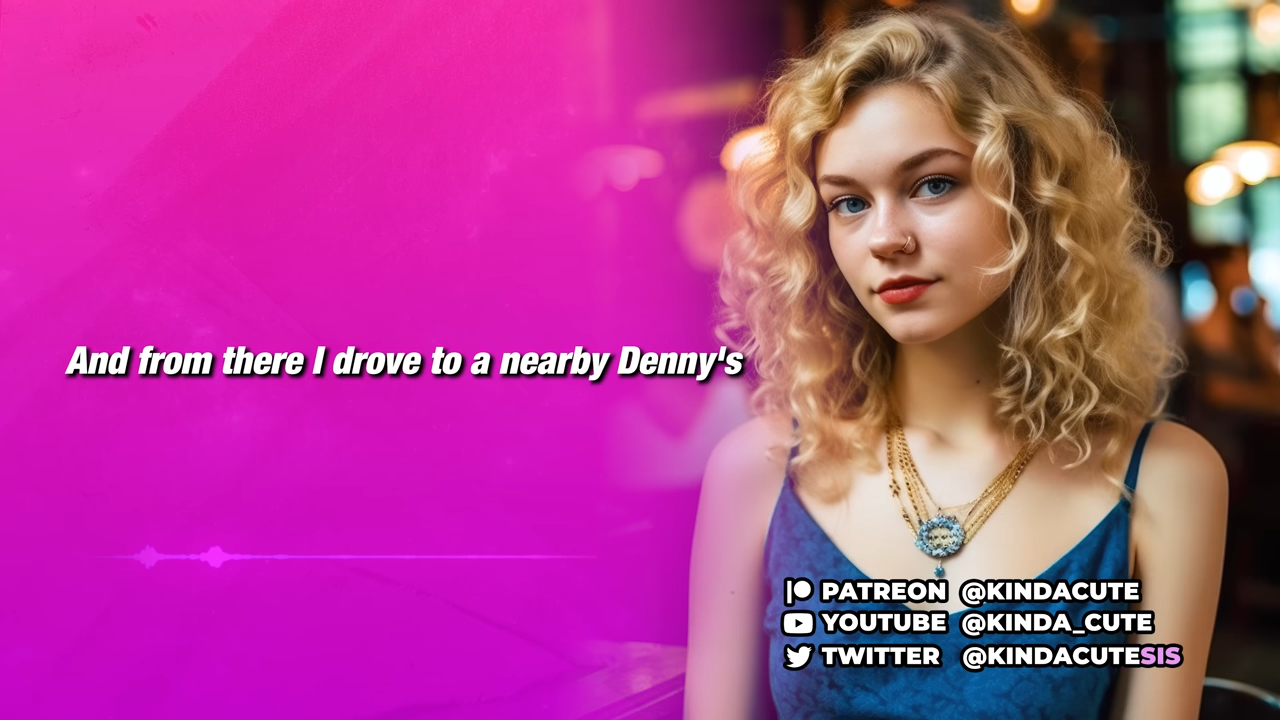 And from there I drove to a nearby Denny's
PATREON @KINDACUTE
YOUTUBE @KINDA_CUTE
TWITTER @KINDACUTESIS